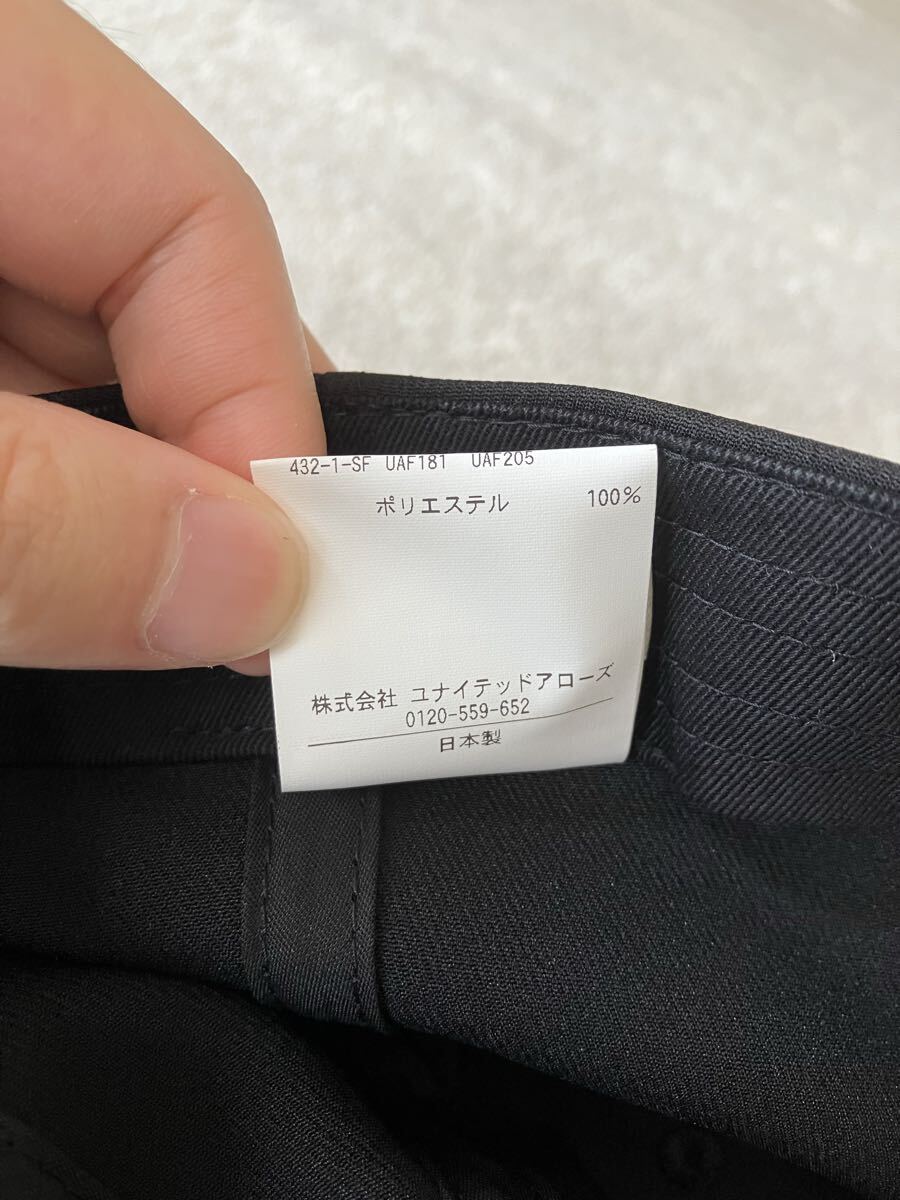 432-1-SF UAF181 UAF205
ポリエステル 100%
株式会社 ユナイテッドアローズ
0120-559-652
日本製